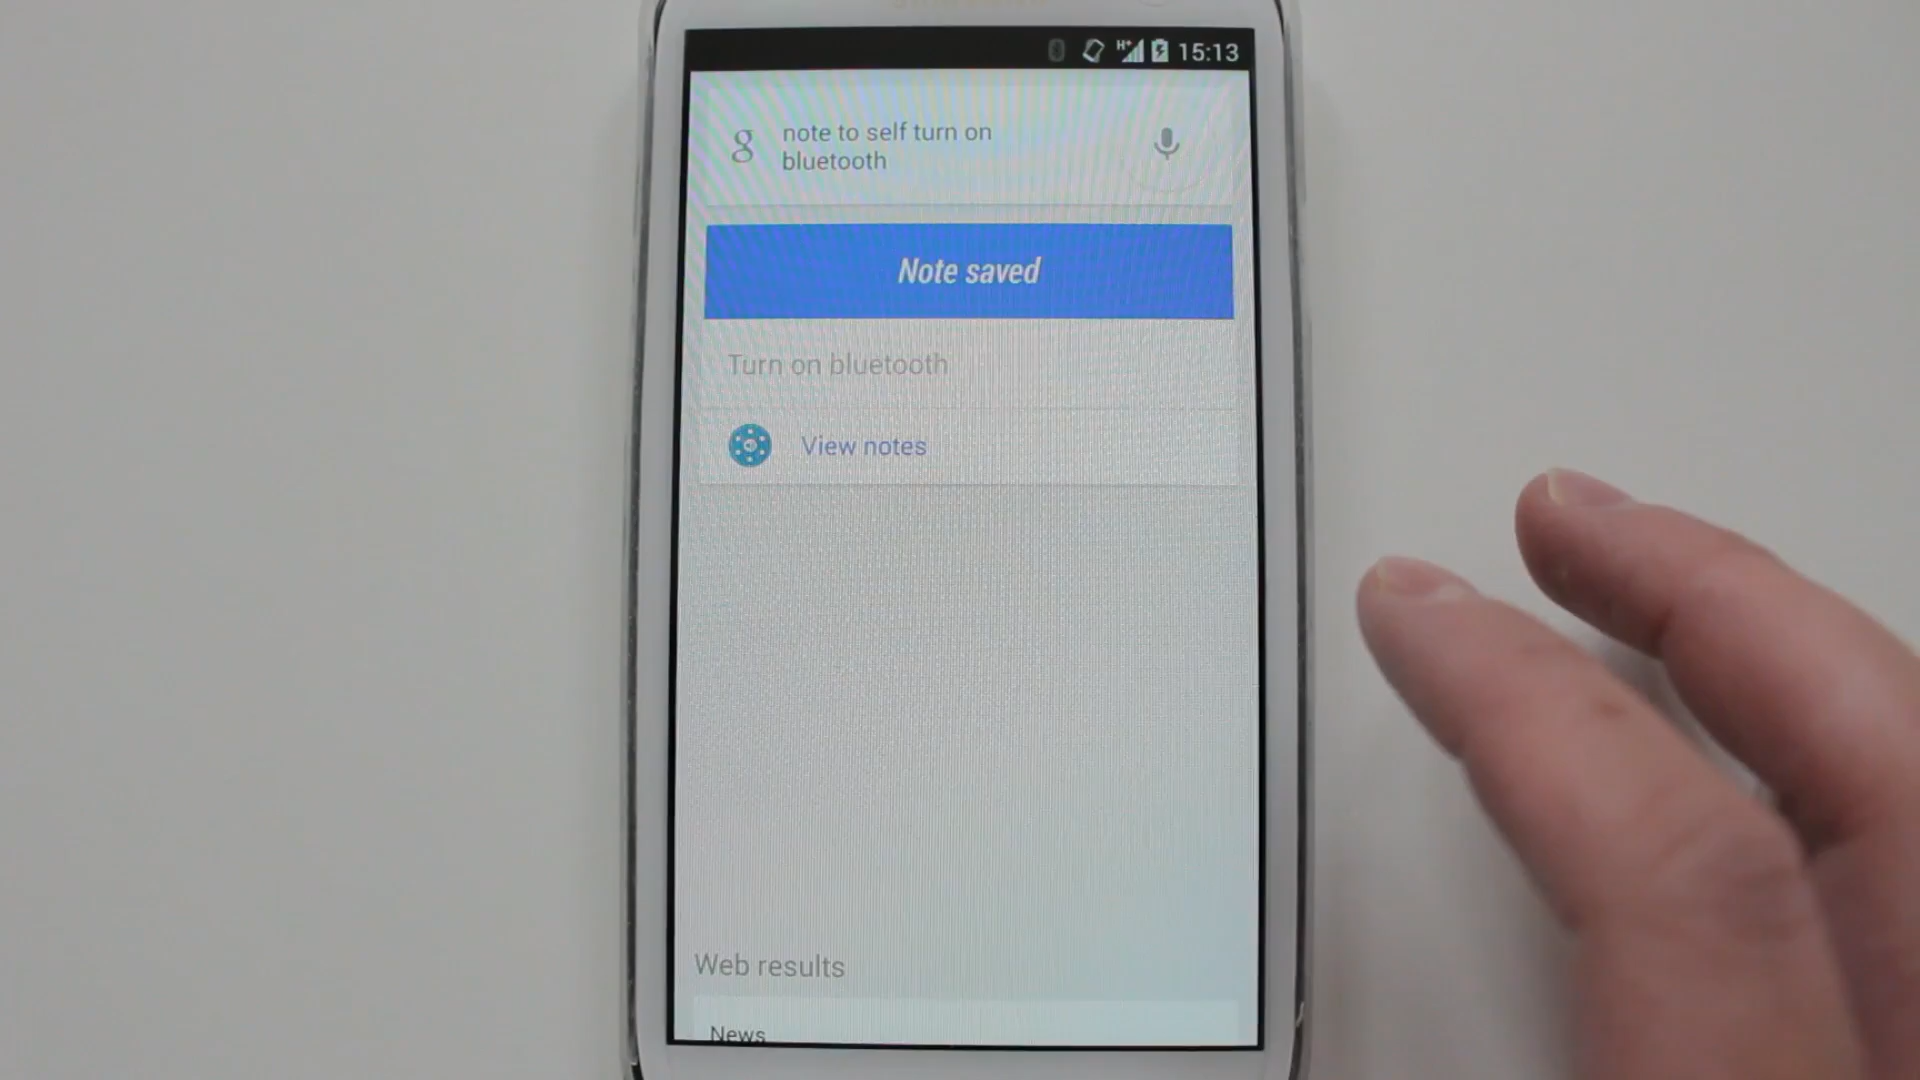 H+ 15:13
g note to self turn on
bluetooth
Note saved
Turn on bluetooth
View notes
Web results
News